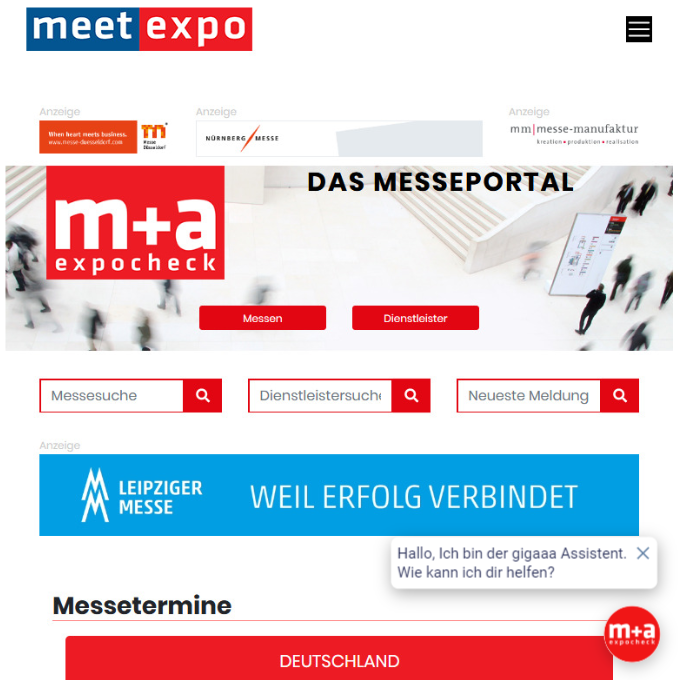 meet expo
Anzeige
Anzeige
Anzeige
When heart meets business.
www.messe-duesseldorf.com
Messe
Düsseldorf
NÜRNBERG MESSE
mm|messe-manufaktur
kreation • produktion • realisation
DAS MESSEPORTAL
m+a
expocheck
Messen
Dienstleister
Messesuche
Dienstleistersuche
Neueste Meldung
Anzeige
LEIPZIGER
MESSE
WEIL ERFOLG VERBINDET
Hallo, Ich bin der gigaaa Assistent.
Wie kann ich dir helfen?
Messetermine
m+a
expocheck
DEUTSCHLAND